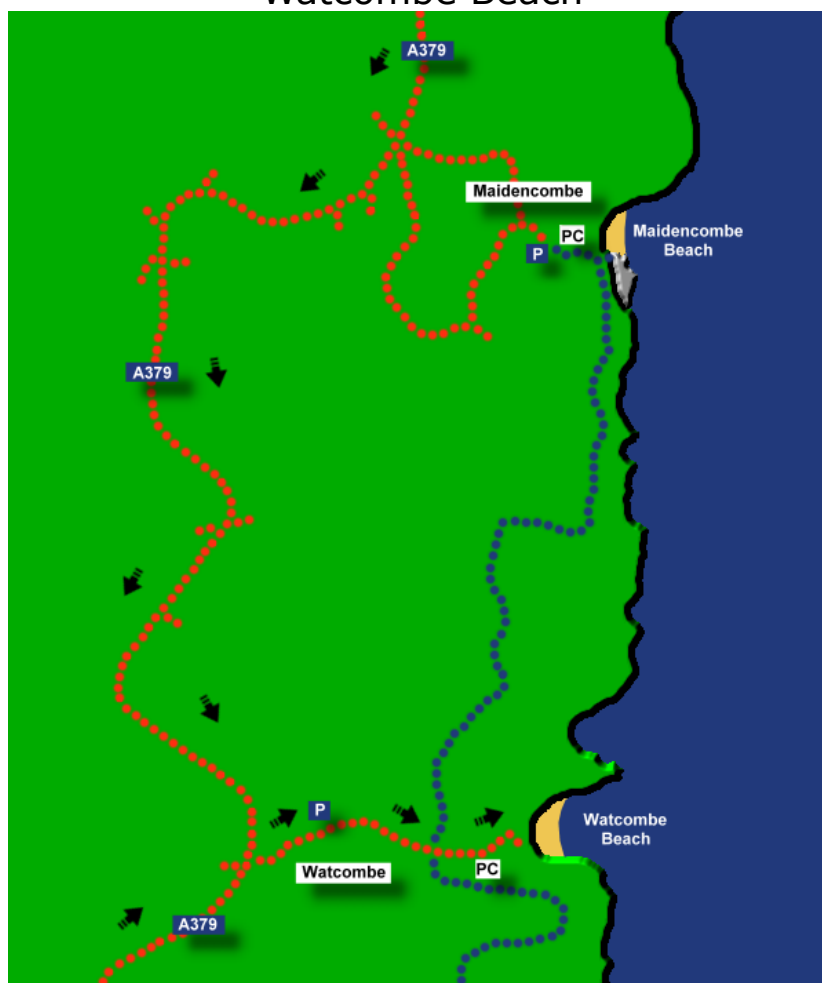 Watcombe Beach
A379
Maidencombe
PC
P
Maidencombe
Beach
A379
P
Watcombe
Beach
Watcombe
PC
A379